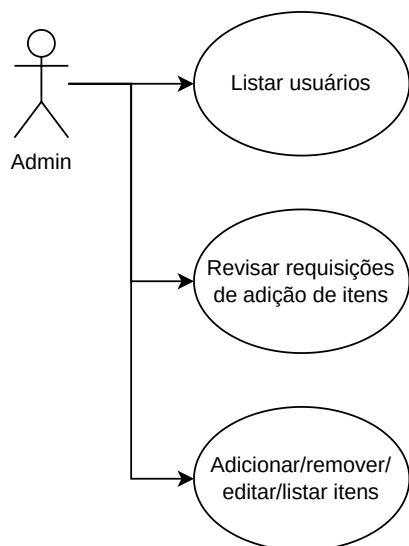 Listar usuários
Admin
Revisar requisições
de adição de itens
Adicionar/remover/
editar/listar itens